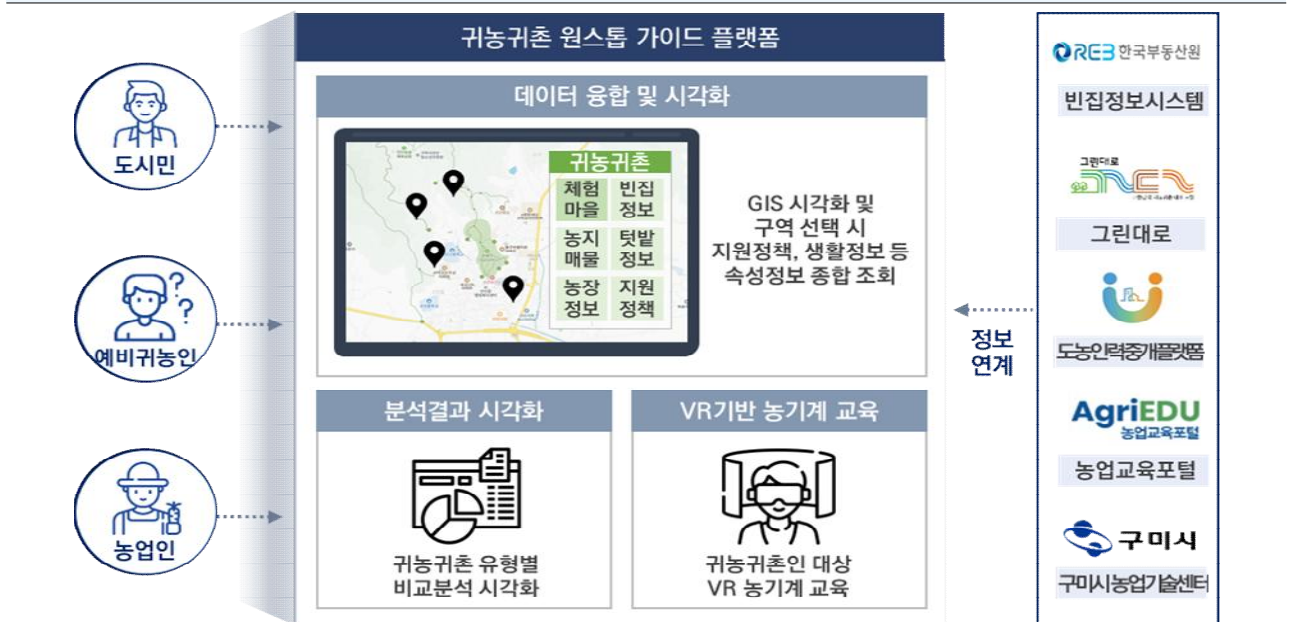 귀농귀촌 원스톱 가이드 플랫폼
데이터 융합 및 시각화
도시민
예비귀농인
농업인
귀농귀촌
체험
마을
빈집
정보
농지
매물
텃밭
정보
농장
정보
지원
정책
GIS 시각화 및
구역 선택 시
지원정책, 생활정보 등
속성정보 종합 조회
분석결과 시각화
귀농귀촌 유형별
비교분석 시각화
VR기반 농기계 교육
귀농귀촌인 대상
VR 농기계 교육
정보
연계
REB 한국부동산원
빈집정보시스템
그린대로
그린대로
도농인력중개플랫폼
AgriEDU
농업교육포털
농업교육포털
구미시
구미시농업기술센터